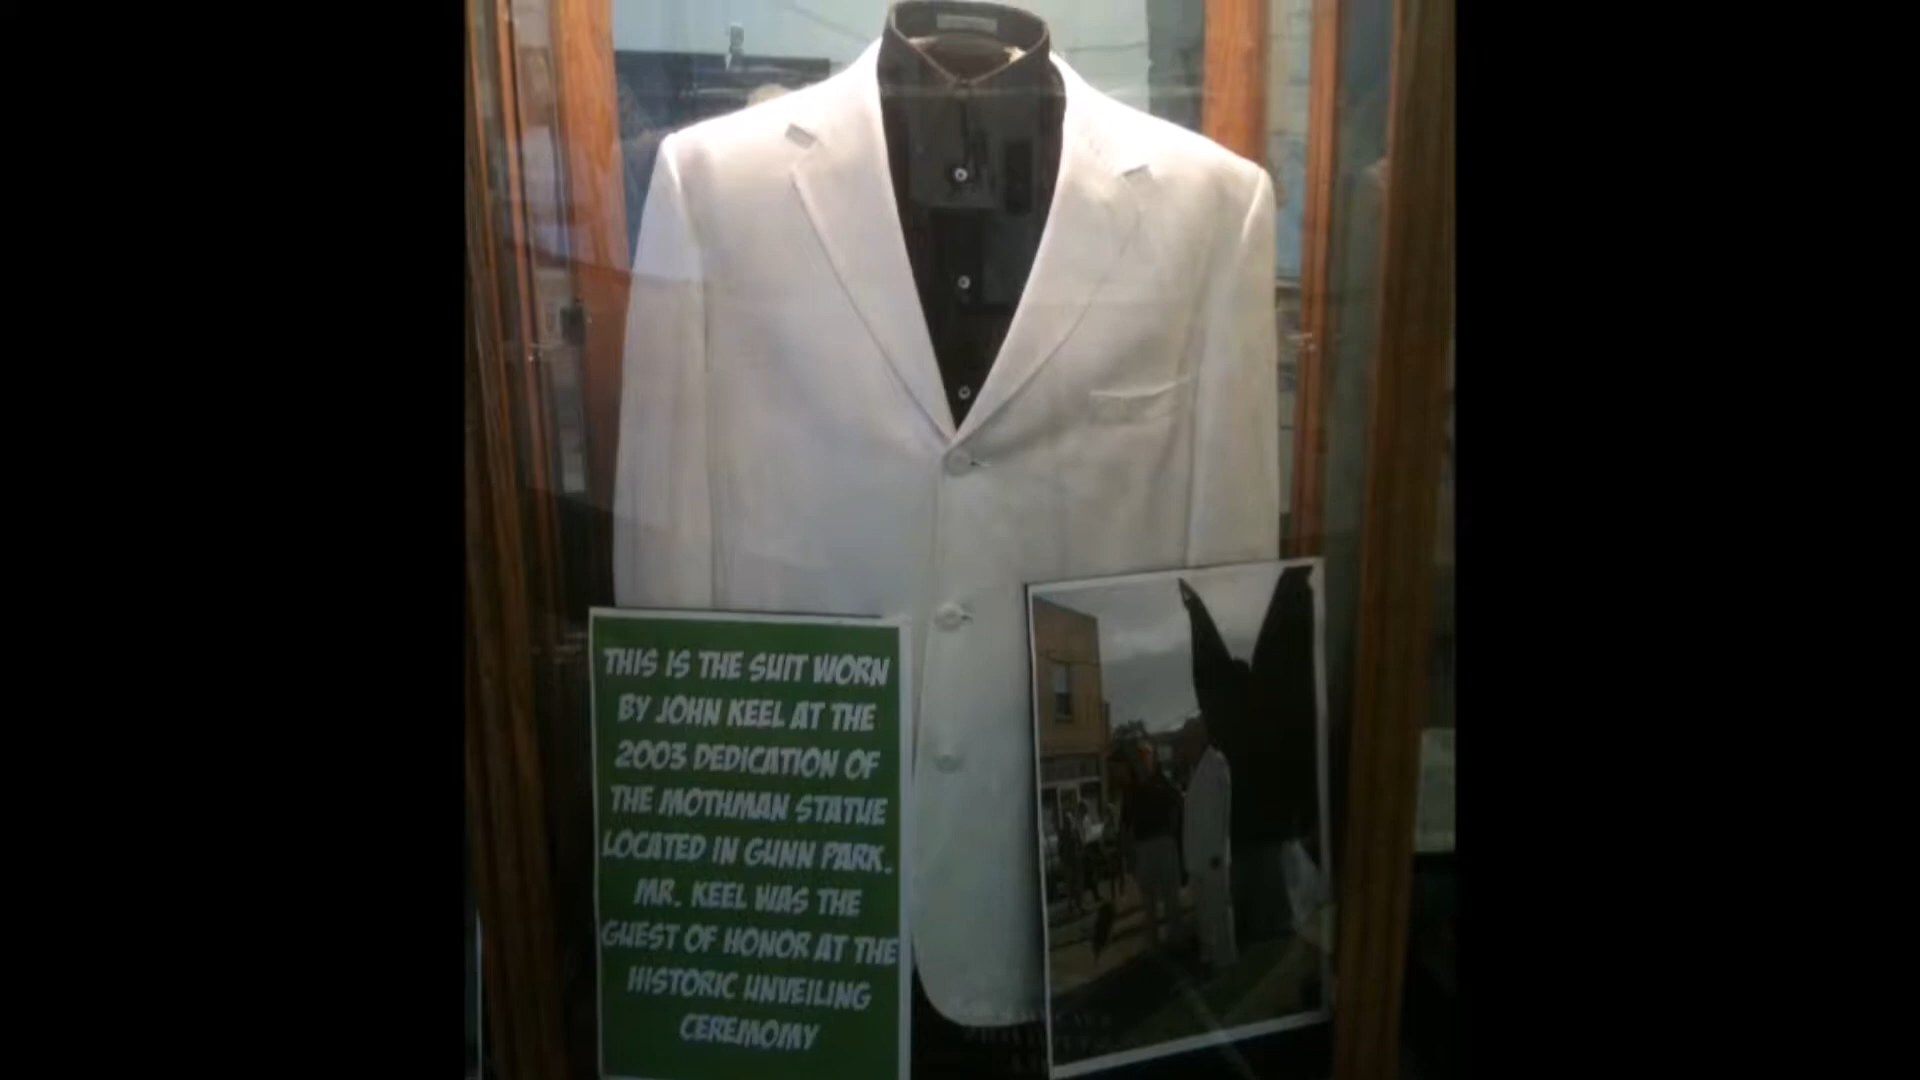 THIS IS THE SUIT WORN
BY JOHN KEEL AT THE
2003 DEDICATION OF
THE MOTHMAN STATUE
LOCATED IN GUNN PARK.
MR. KEEL WAS THE
GUEST OF HONOR AT THE
HISTORIC UNVEILING
CEREMOMY